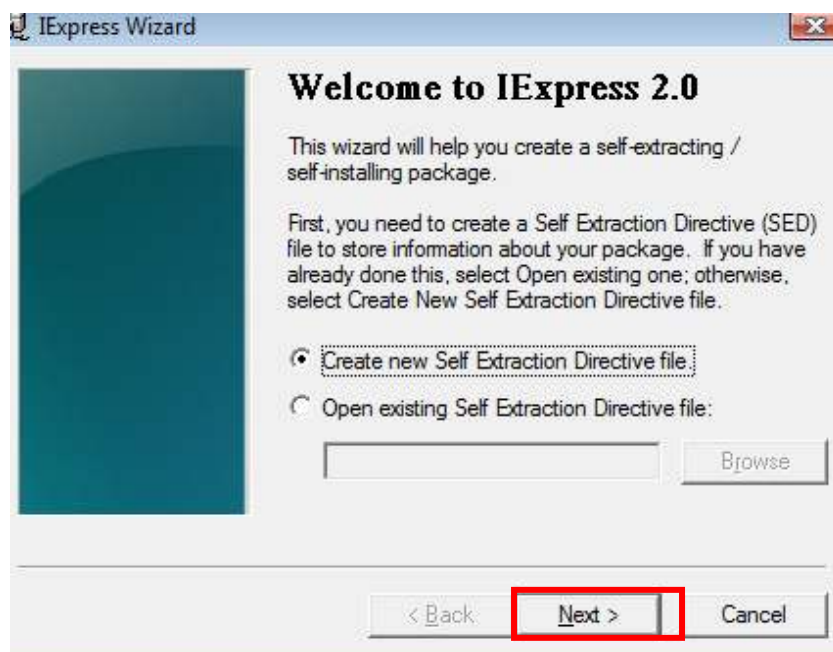 IExpress Wizard
Welcome to IExpress 2.0
This wizard will help you create a self-extracting /
self-installing package.
First, you need to create a Self Extraction Directive (SED)
file to store information about your package.  If you have
already done this, select Open existing one; otherwise,
select Create New Self Extraction Directive file.
Create new Self Extraction Directive file.
Open existing Self Extraction Directive file:
Browse
< Back
Next >
Cancel